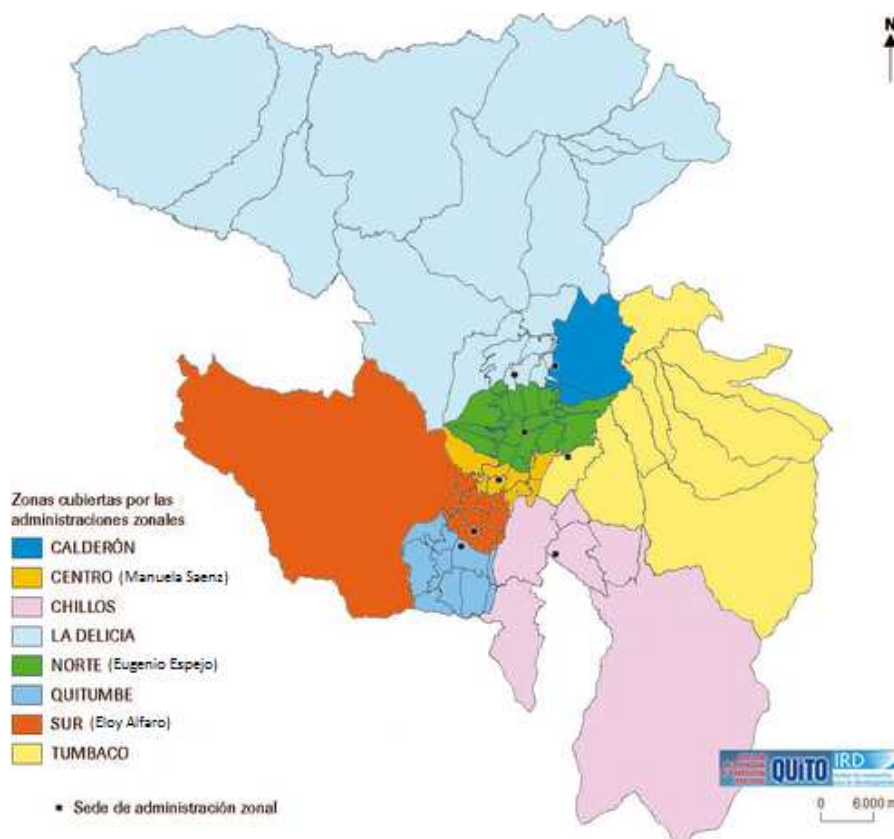 N
Zonas cubiertas por las
administraciones zonales
CALDERÓN
CENTRO (Manuela Saenz)
CHILLOS
LA DELICIA
NORTE (Eugenio Espejo)
QUITUMBE
SUR (Eloy Alfaro)
TUMBACO
Sede de administración zonal
QUITO
IRD
0 6 000 m